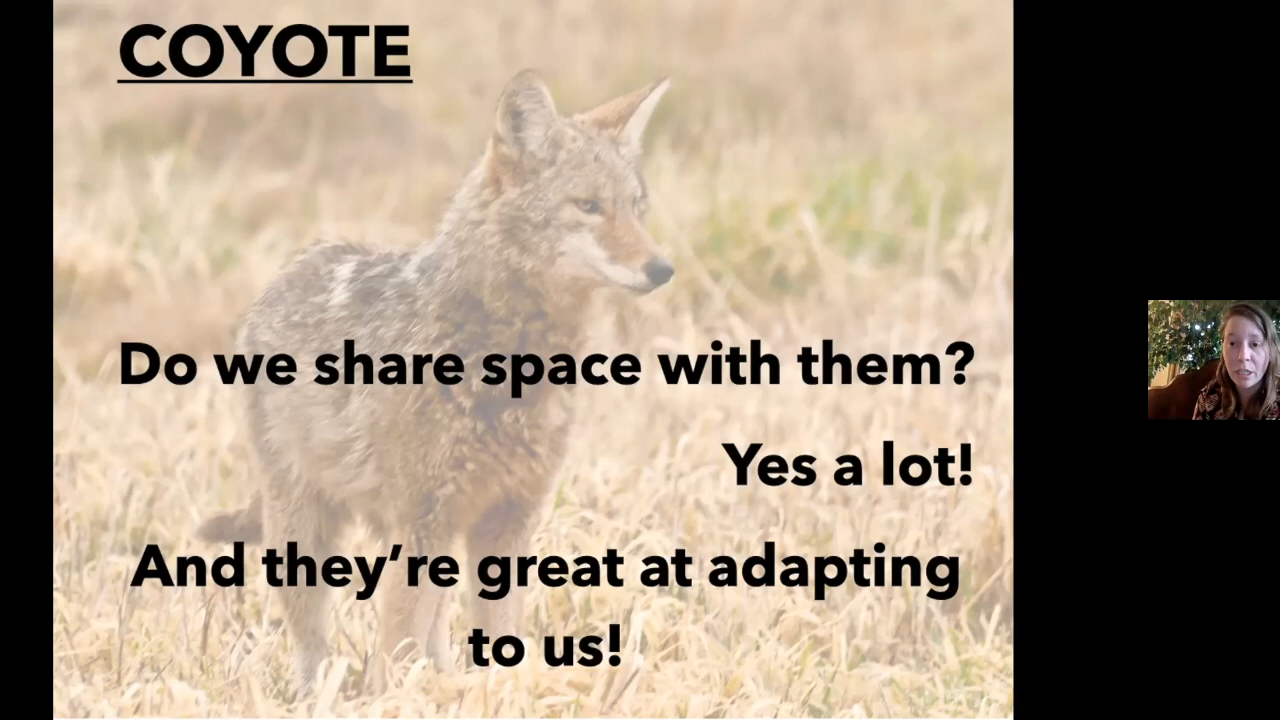 COYOTE
Do we share space with them?
Yes a lot!
And they’re great at adapting
to us!